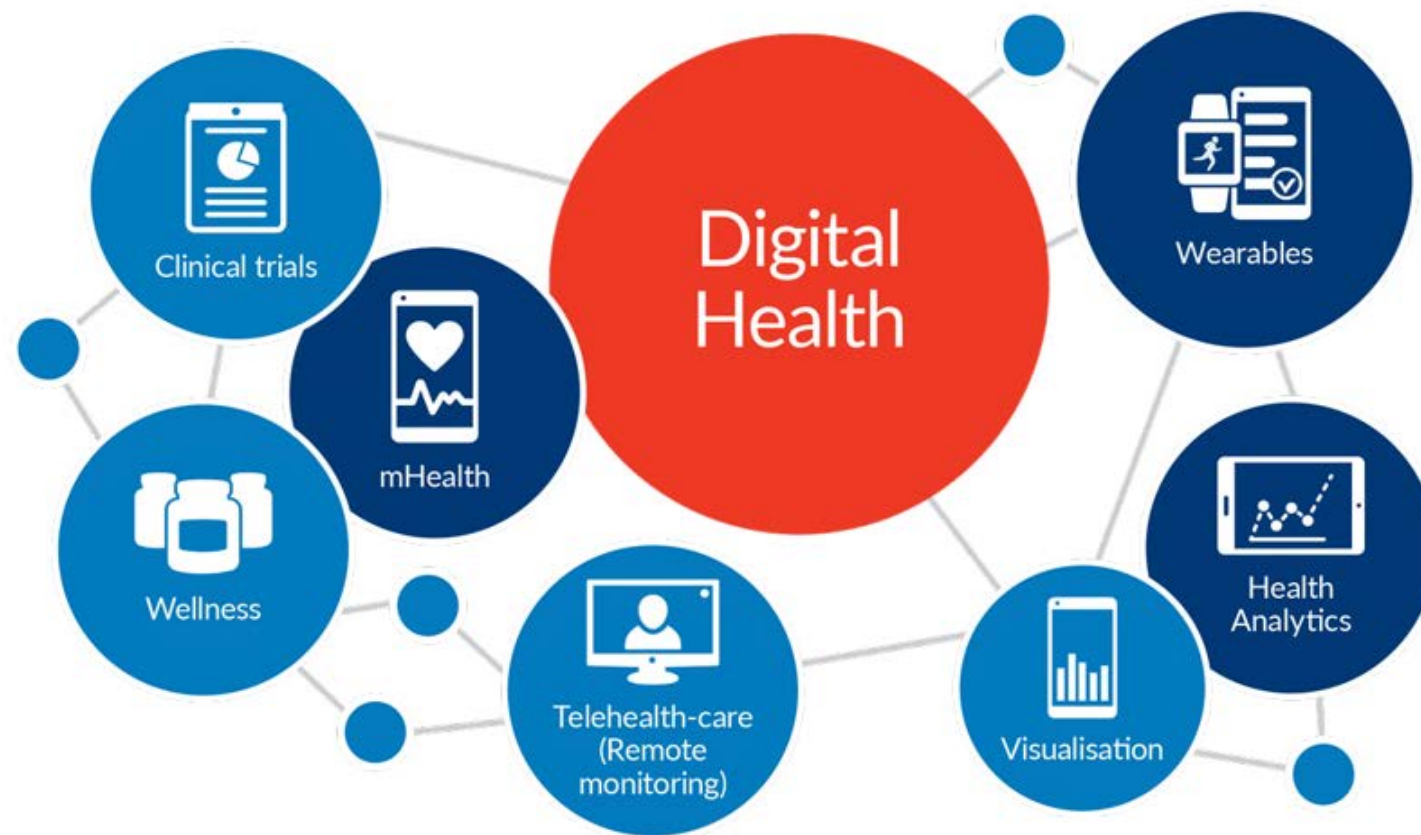 Digital
Health
Clinical trials
Wearables
mHealth
Wellness
Health
Analytics
Telehealth-care
(Remote
monitoring)
Visualisation